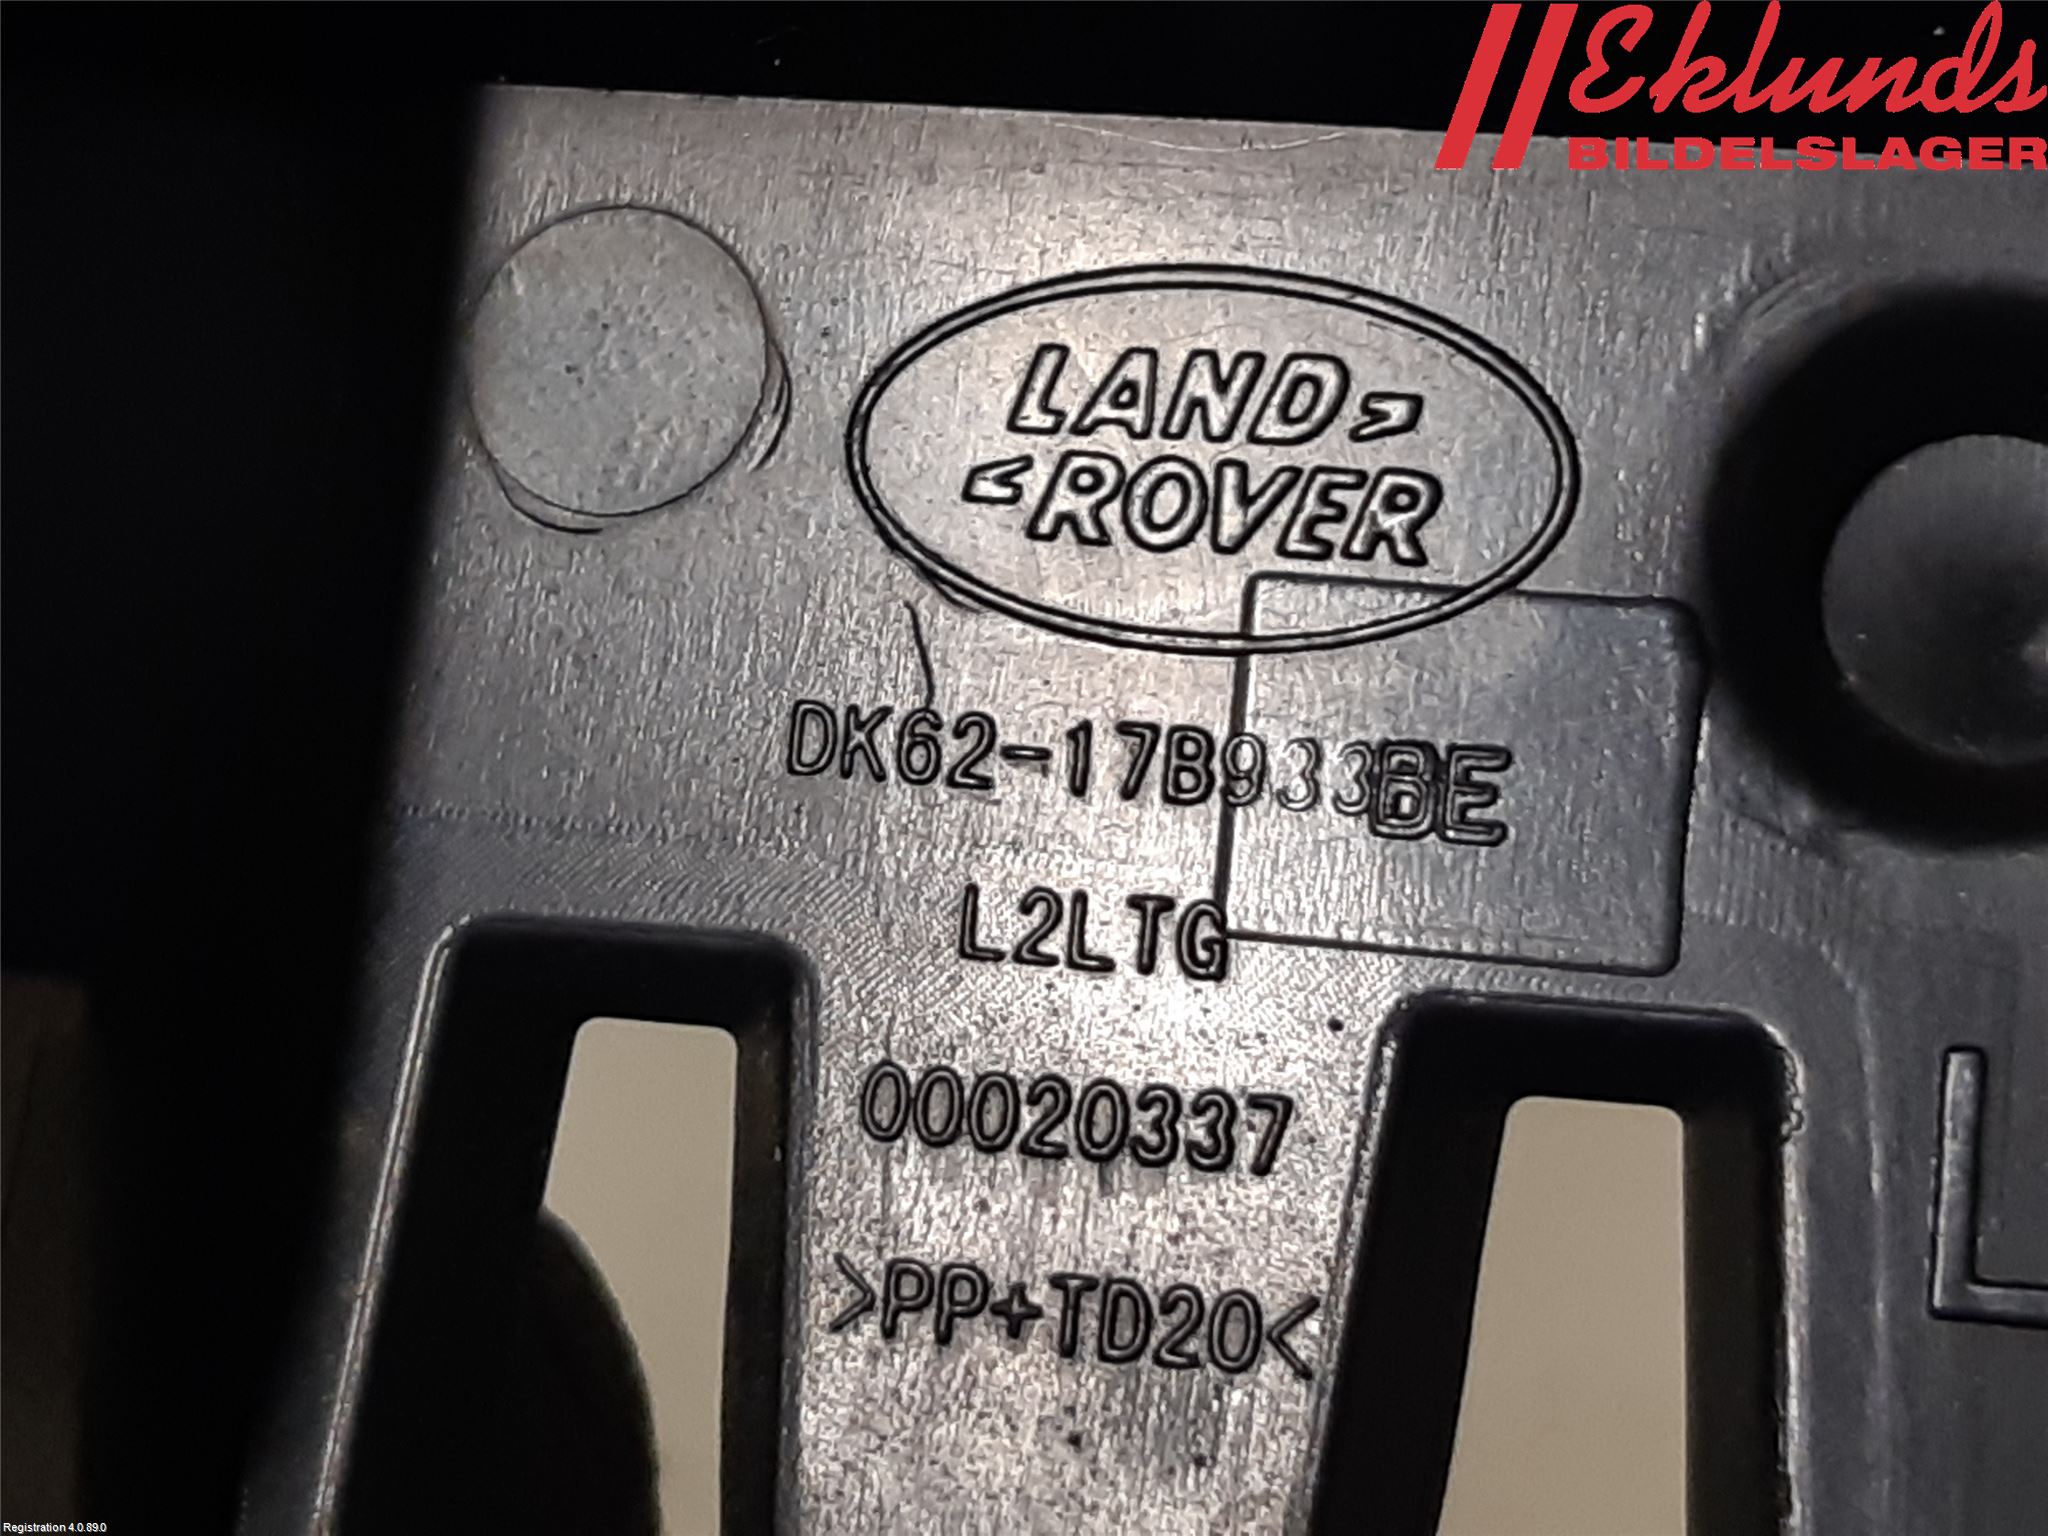 Eklunds
BILDELSLAGER
LAND>
<ROVER
DK62-17B933BE
L2LTG
00020337
>PP+TD20<
L
Registration 4.0.89.0